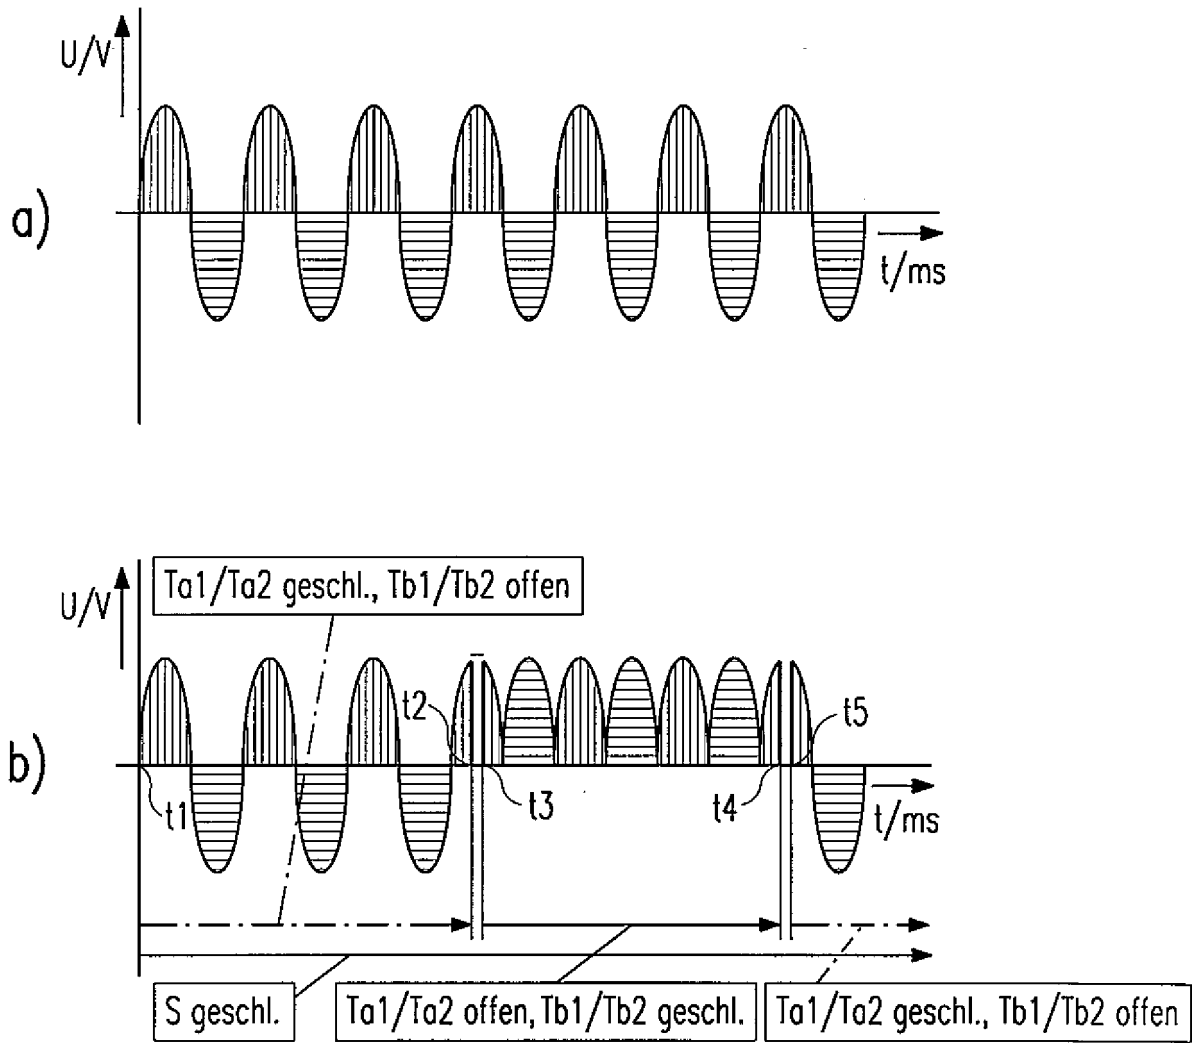 U/V
a)
t/ms
Ta1/Ta2 geschl., Tb1/Tb2 offen
U/V
t2
t5
b)
t1
t3
t4
t/ms
S geschl.
Ta1/Ta2 offen, Tb1/Tb2 geschl.
Ta1/Ta2 geschl., Tb1/Tb2 offen